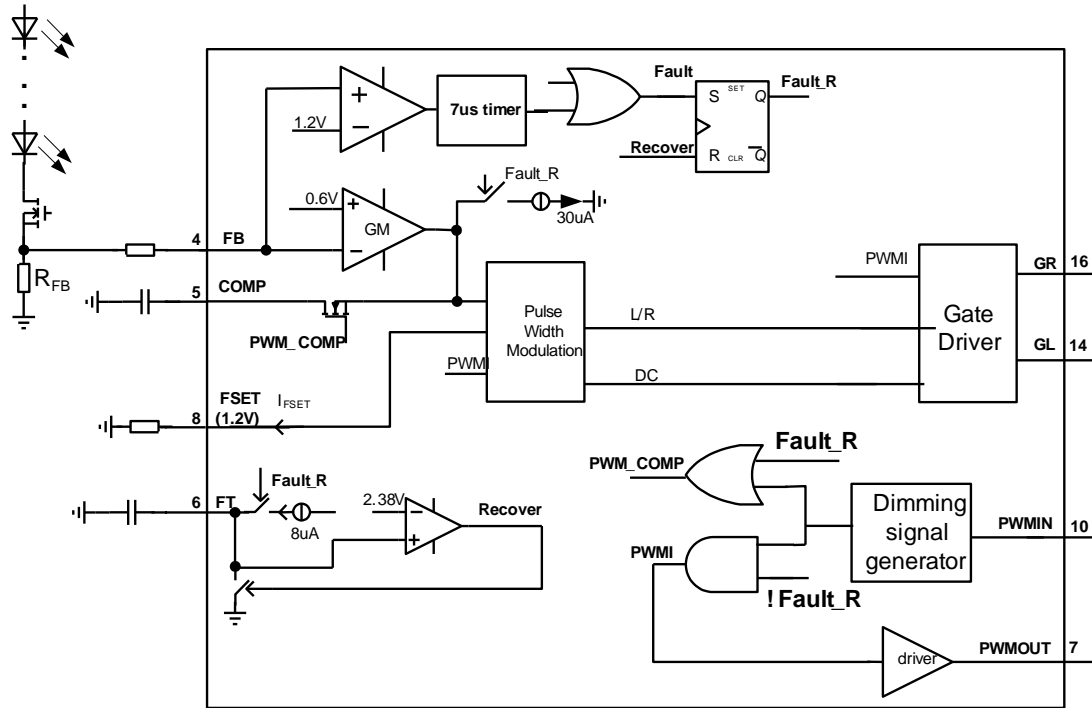 Fault
Fault_R
7us timer
S
SET
Q
1.2V
Recover
R
CLR
Q
Fault_R
0.6V
GM
30uA
4
FB
R_FB
5
COMP
PWM_COMP
Pulse
Width
Modulation
PWMI
L/R
DC
PWMI
Gate
Driver
GR
16
GL
14
FSET
(1.2V)
8
I_FSET
Fault_R
6
FT
8uA
2.38V
Recover
PWM_COMP
Fault_R
Dimming
signal
generator
PWMIN
10
PWMI
! Fault_R
driver
PWMOUT
7